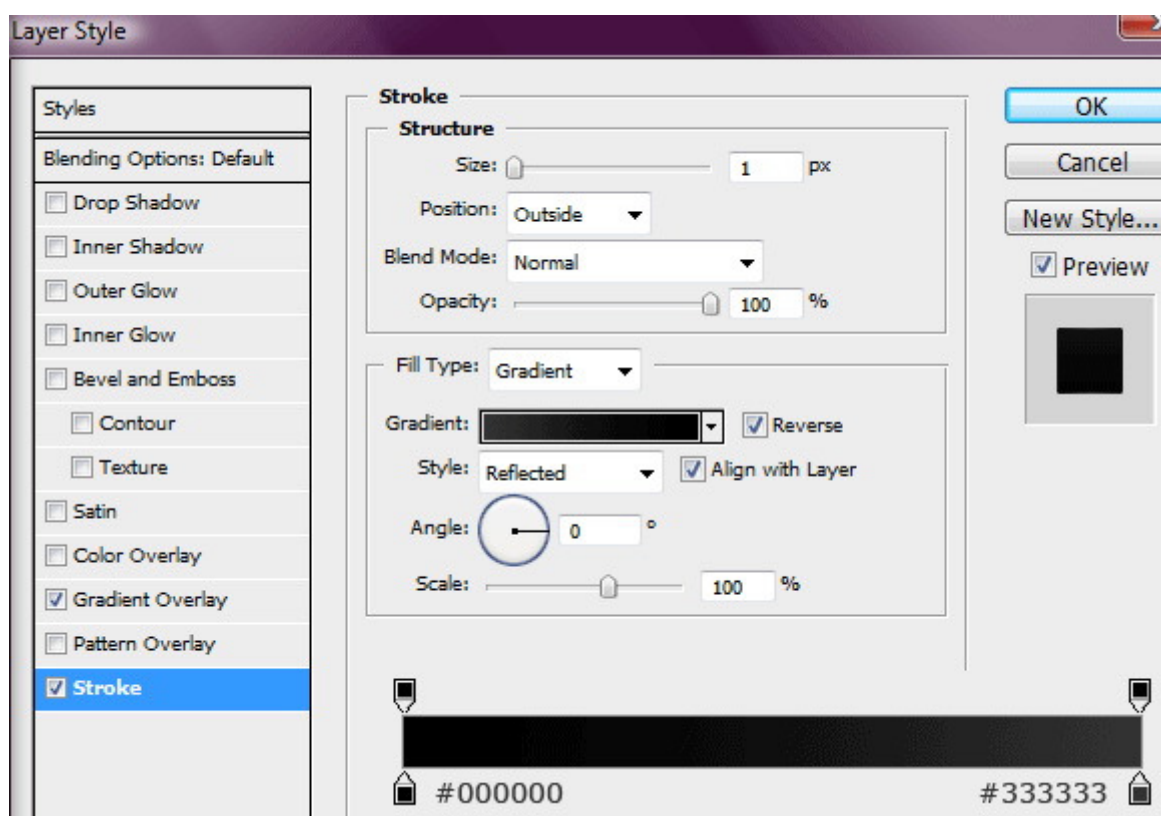 Layer Style
Styles
Blending Options: Default
Drop Shadow
Inner Shadow
Outer Glow
Inner Glow
Bevel and Emboss
Contour
Texture
Satin
Color Overlay
Gradient Overlay
Pattern Overlay
Stroke
Stroke
Structure
Size: 1 px
Position: Outside
Blend Mode: Normal
Opacity: 100 %
Fill Type: Gradient
Gradient: Reverse
Style: Reflected Align with Layer
Angle: 0 °
Scale: 100 %
#000000 #333333
OK
Cancel
New Style...
Preview